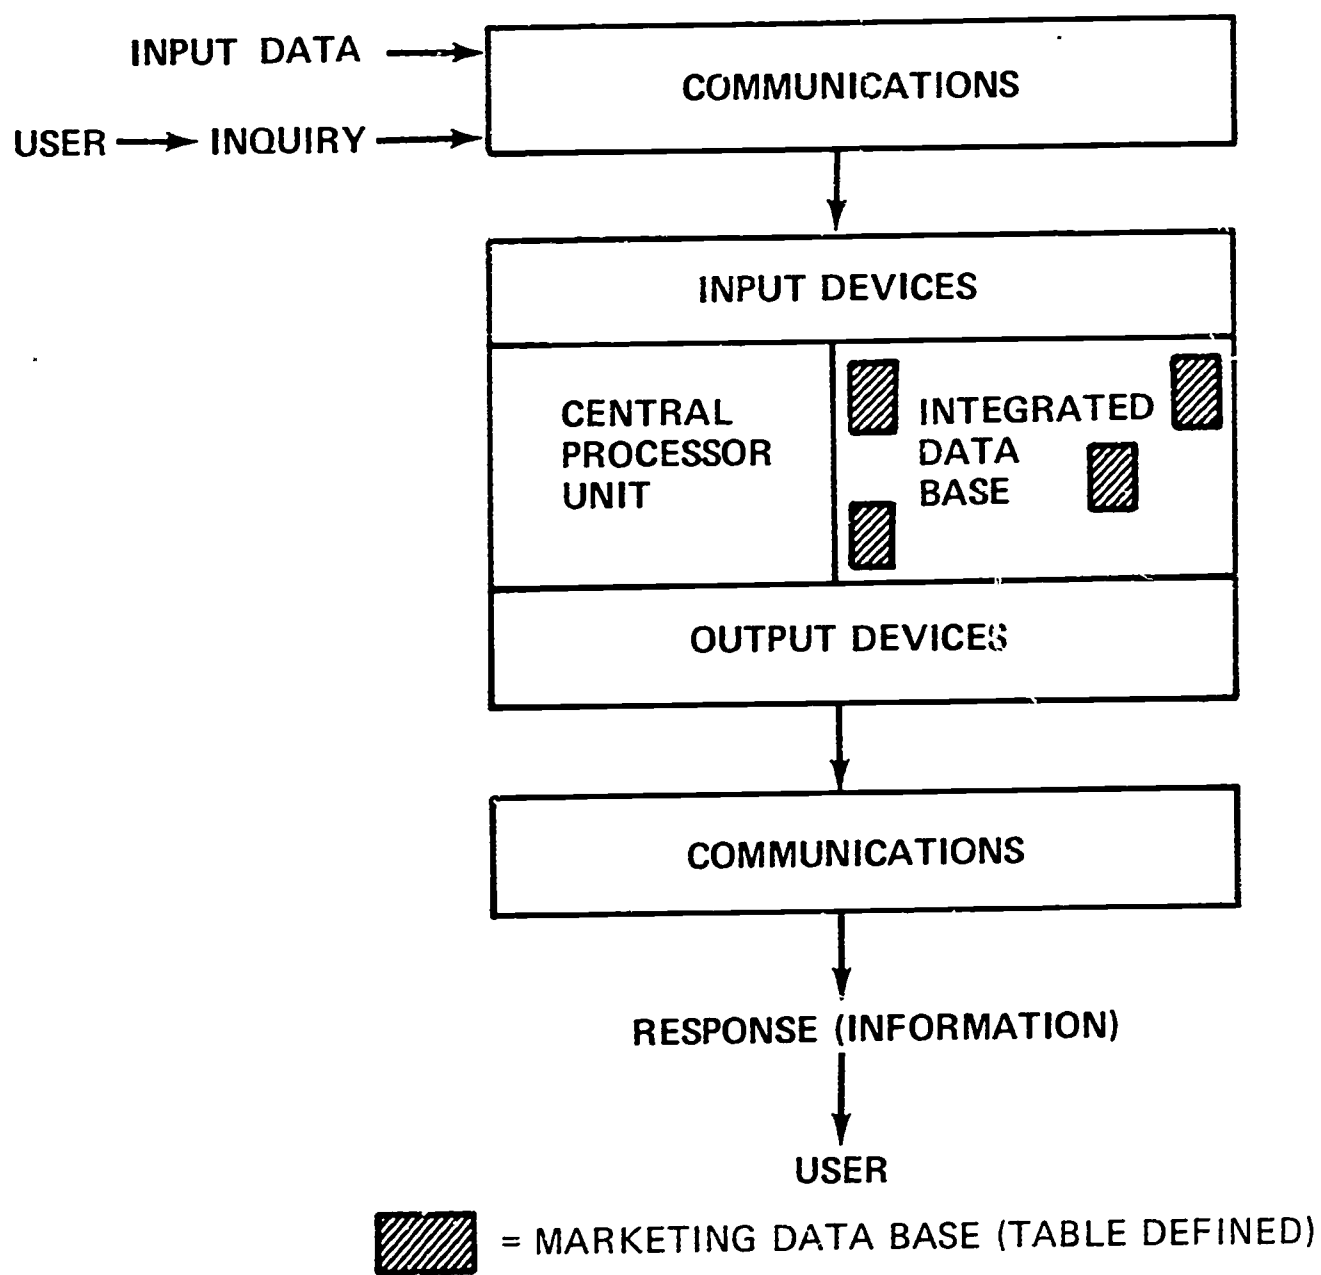 INPUT DATA
COMMUNICATIONS
USER
INQUIRY
INPUT DEVICES
CENTRAL
PROCESSOR
UNIT
INTEGRATED
DATA
BASE
OUTPUT DEVICES
COMMUNICATIONS
RESPONSE (INFORMATION)
USER
= MARKETING DATA BASE (TABLE DEFINED)